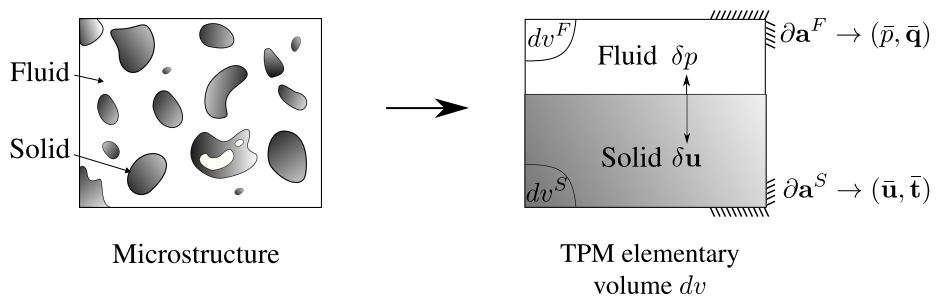 Fluid
Solid
Microstructure
dv^F
Fluid δp
∂𝐚^F → (p̄, 𝐪̄)
Solid δ𝐮
dv^S
∂𝐚^S → (𝐮̄, 𝐭̄)
TPM elementary
volume dv